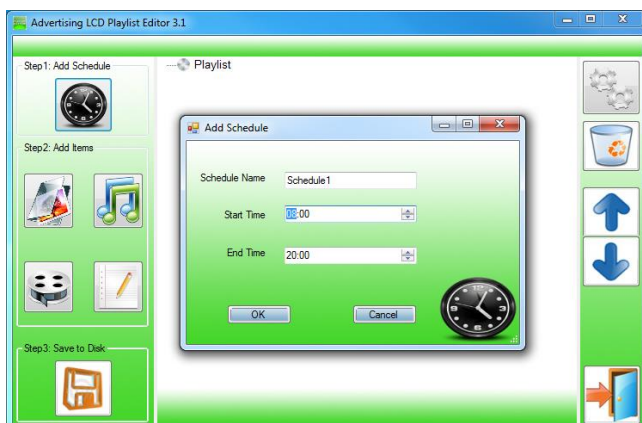 Advertising LCD Playlist Editor 3.1
Step1: Add Schedule
Playlist
Add Schedule
Step2: Add Items
Schedule Name
Schedule1
Start Time
08:00
End Time
20:00
OK
Cancel
Step3: Save to Disk